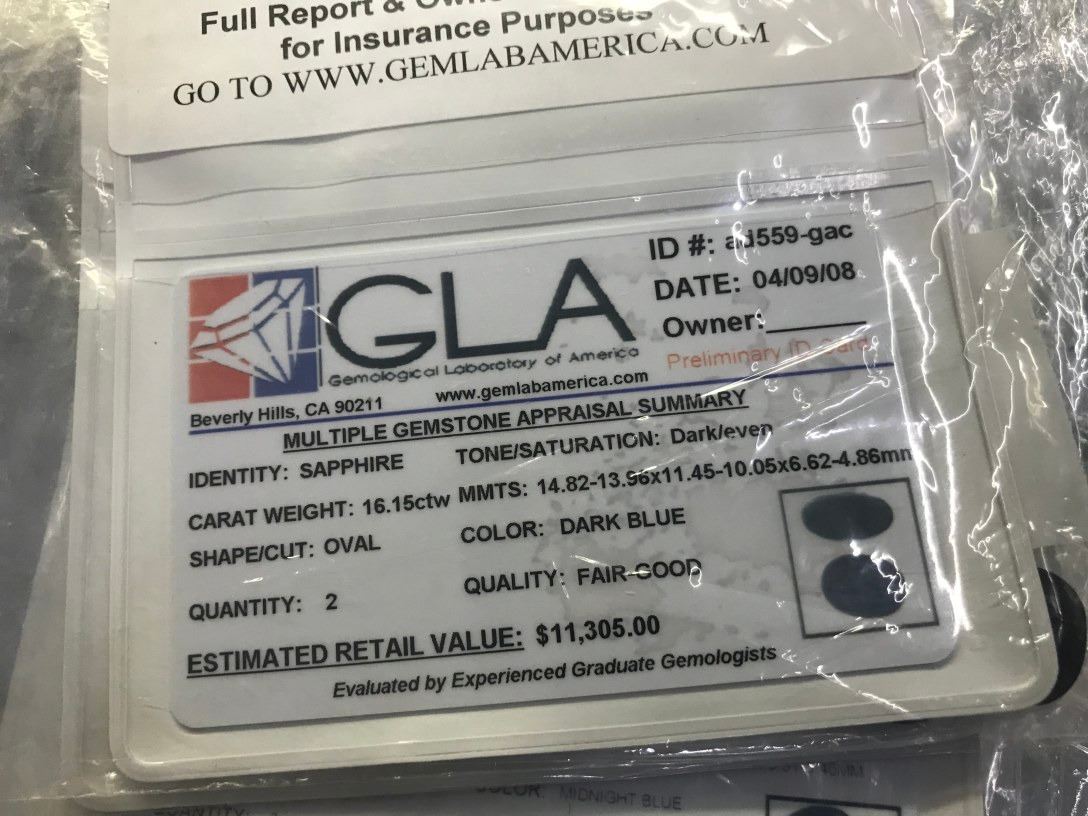 Full Report &
for Insurance Purposes
GO TO WWW.GEMLABAMERICA.COM
GLA
Gemological Laboratory of America
ID #: ad559-gac
DATE: 04/09/08
Owner:
Preliminary ID Card
Beverly Hills, CA 90211
www.gemlabamerica.com
MULTIPLE GEMSTONE APPRAISAL SUMMARY
IDENTITY: SAPPHIRE
TONE/SATURATION: Dark/even
CARAT WEIGHT: 16.15ctw
MMTS: 14.82-13.96x11.45-10.05x6.62-4.86mm
SHAPE/CUT: OVAL
COLOR: DARK BLUE
QUANTITY: 2
QUALITY: FAIR-GOOD
ESTIMATED RETAIL VALUE: $11,305.00
Evaluated by Experienced Graduate Gemologists
COLOR: MIDNIGHT BLUE
QUANTITY: